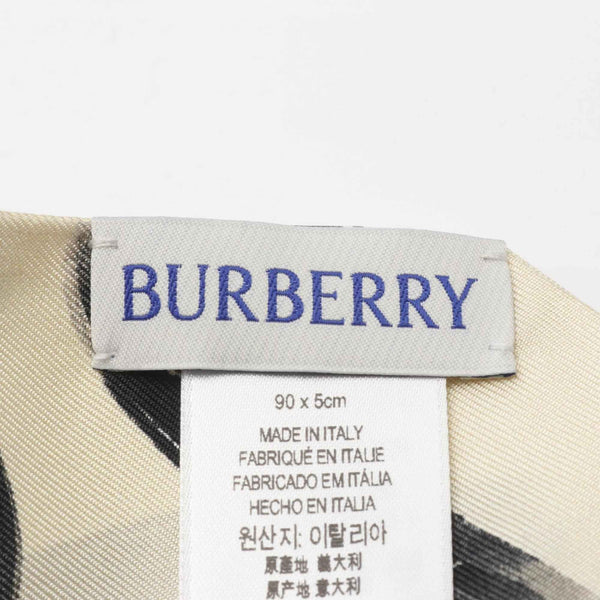 BURBERRY
90 x 5cm
MADE IN ITALY
FABRIQUÉ EN ITALIE
FABRICADO EM ITÁLIA
HECHO EN ITALIA
원산지: 이탈리아
原產地 義大利
原产地 意大利